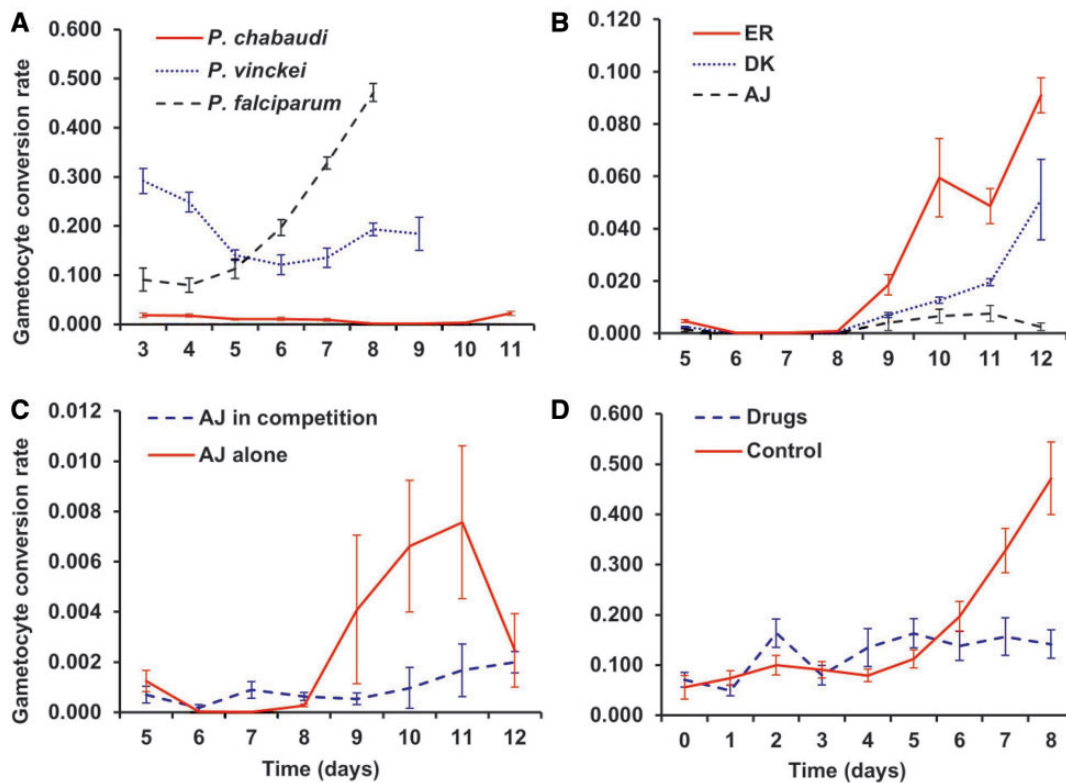 A
Gametocyte conversion rate
0.600
0.500
0.400
0.300
0.200
0.100
0.000
P. chabaudi
P. vinckei
P. falciparum
3 4 5 6 7 8 9 10 11
B
0.120
0.100
0.080
0.060
0.040
0.020
0.000
ER
DK
AJ
5 6 7 8 9 10 11 12
C
Gametocyte conversion rate
0.012
0.010
0.008
0.006
0.004
0.002
0.000
AJ in competition
AJ alone
5 6 7 8 9 10 11 12
Time (days)
D
0.600
0.500
0.400
0.300
0.200
0.100
0.000
Drugs
Control
0 1 2 3 4 5 6 7 8
Time (days)